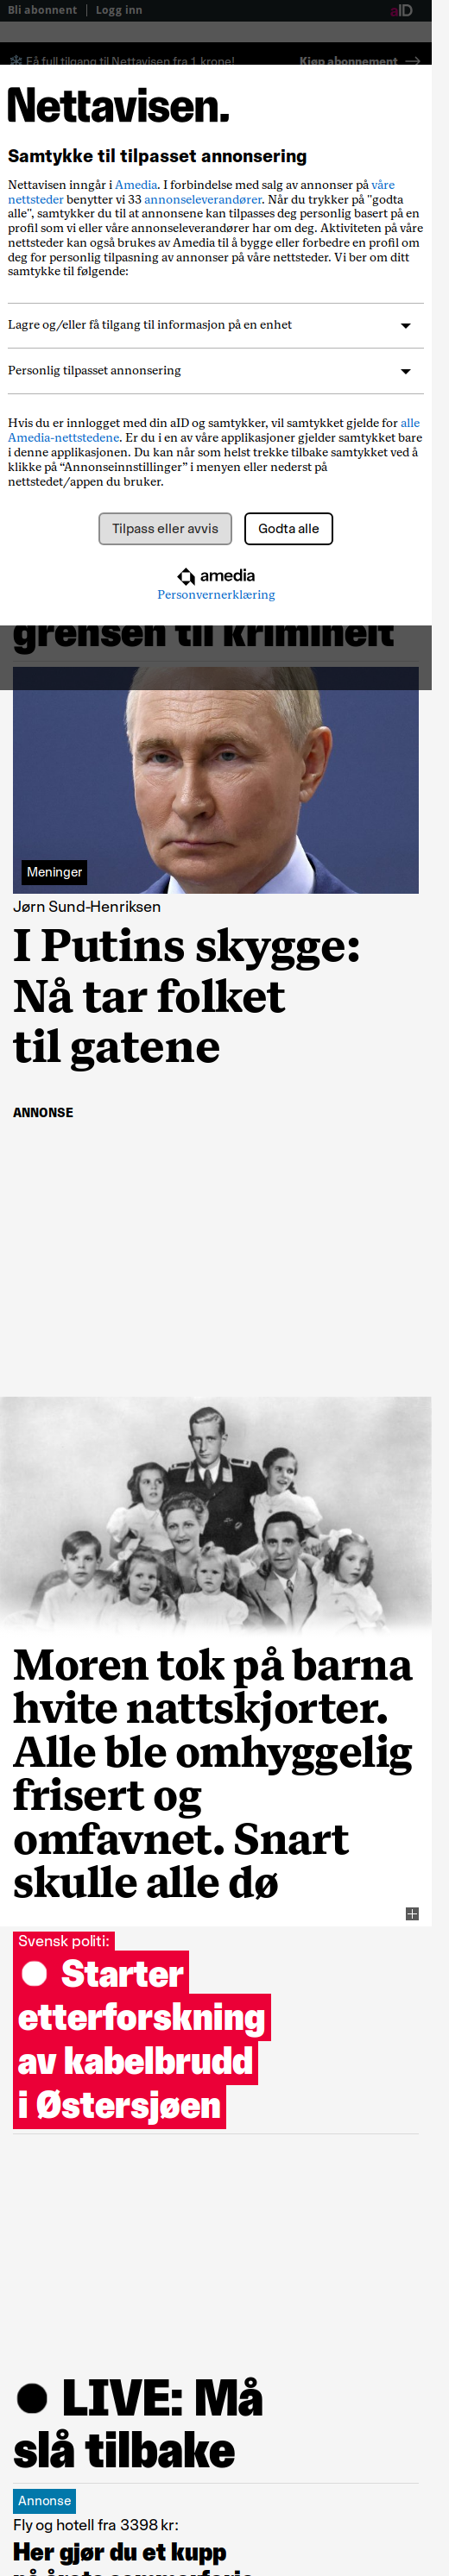 Bli abonnent | Logg inn
aID
Få full tilgang til Nettavisen fra 1 krone!
Kjøp abonnement →
Nettavisen.
Samtykke til tilpasset annonsering
Nettavisen inngår i Amedia. I forbindelse med salg av annonser på våre
nettsteder benytter vi 33 annonseleverandører. Når du trykker på "godta
alle", samtykker du til at annonsene kan tilpasses deg personlig basert på en
profil som vi eller våre annonseleverandører har om deg. Aktiviteten på våre
nettsteder kan også brukes av Amedia til å bygge eller forbedre en profil om
deg for personlig tilpasning av annonser på våre nettsteder. Vi ber om ditt
samtykke til følgende:
Lagre og/eller få tilgang til informasjon på en enhet
Personlig tilpasset annonsering
Hvis du er innlogget med din aID og samtykker, vil samtykket gjelde for alle
Amedia-nettstedene. Er du i en av våre applikasjoner gjelder samtykket bare
i denne applikasjonen. Du kan når som helst trekke tilbake samtykket ved å
klikke på “Annonseinnstillinger” i menyen eller nederst på
nettstedet/appen du bruker.
Tilpass eller avvis
Godta alle
amedia
Personvernerklæring
grensen til kriminelt
Meninger
Jørn Sund-Henriksen
I Putins skygge:
Nå tar folket
til gatene
ANNONSE
Moren tok på barna
hvite nattskjorter.
Alle ble omhyggelig
frisert og
omfavnet. Snart
skulle alle dø
Svensk politi:
Starter
etterforskning
av kabelbrudd
i Østersjøen
LIVE: Må
slå tilbake
Annonse
Fly og hotell fra 3398 kr:
Her gjør du et kupp